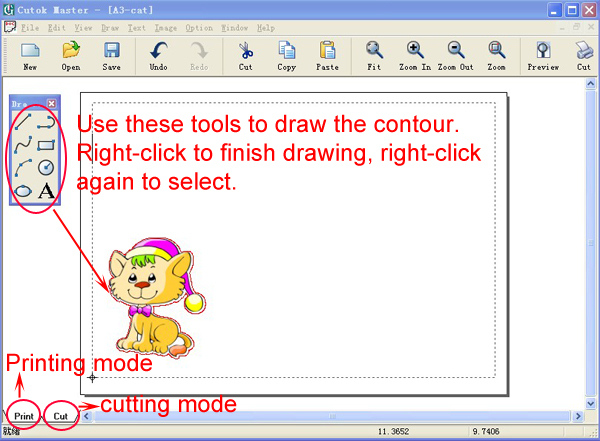 Cutok Master - [A3-cat]
File Edit View Draw Text Image Option Window Help
New Open Save Undo Redo Cut Copy Paste Fit Zoom In Zoom Out Zoom Preview Cut
Dra
A
Use these tools to draw the contour.
Right-click to finish drawing, right-click
again to select.
Printing mode
cutting mode
Print Cut
就绪 11.3652 9.7406